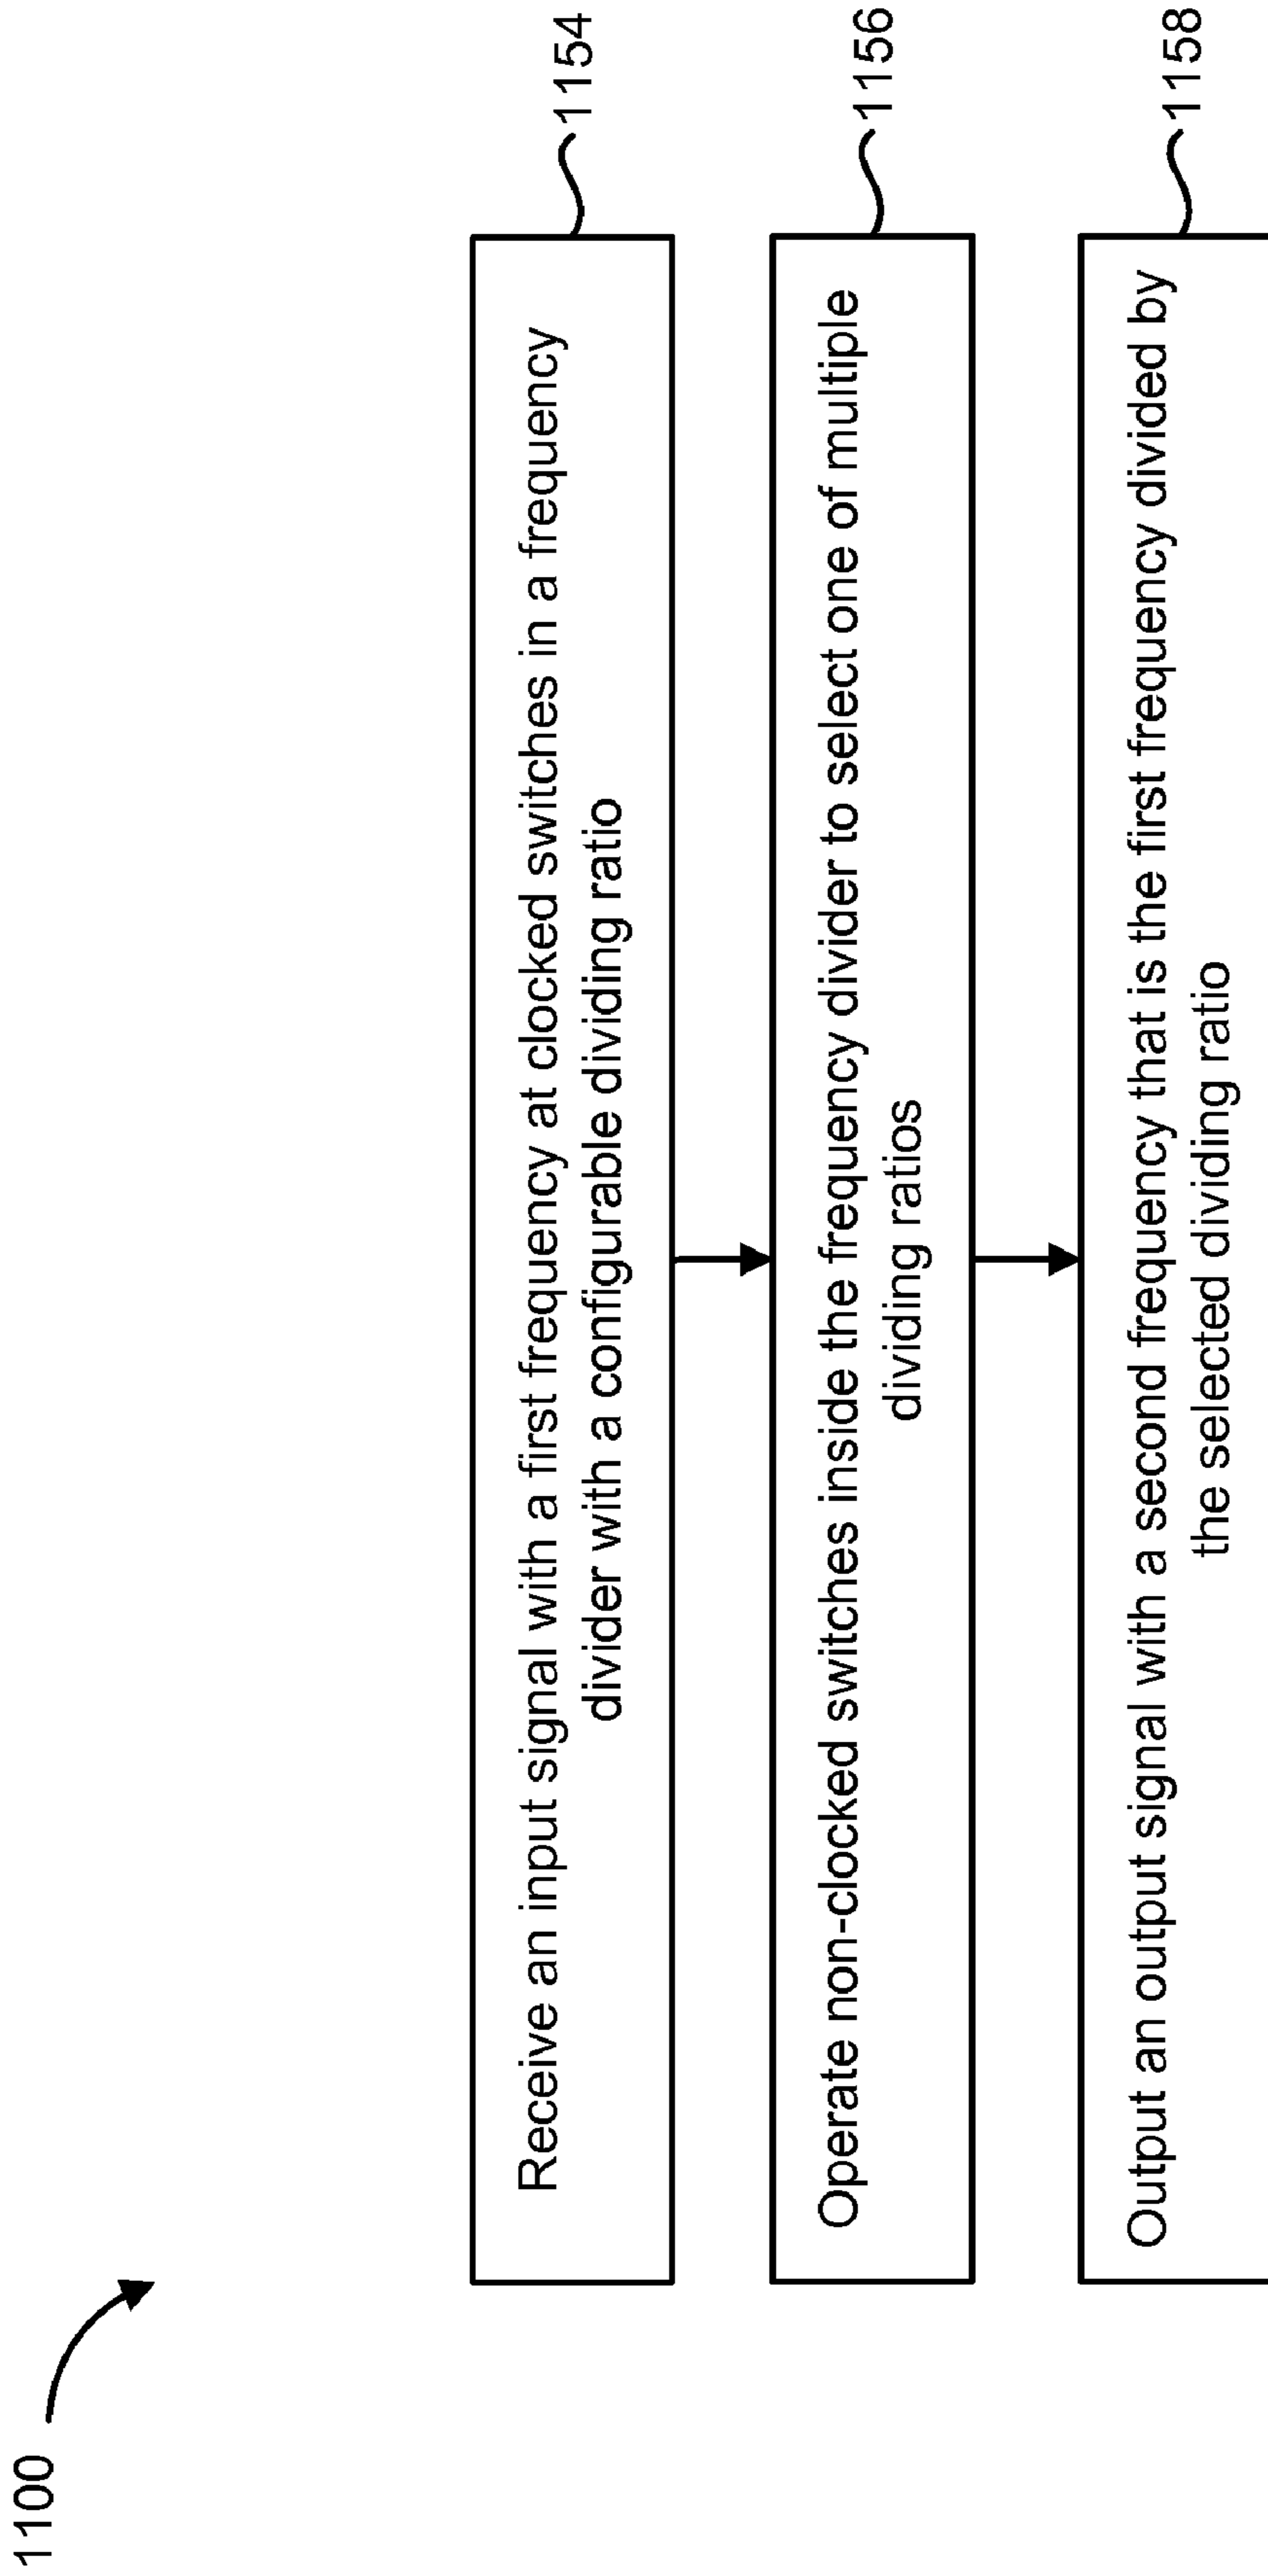 1100
Receive an input signal with a first frequency at clocked switches in a frequency
divider with a configurable dividing ratio
1154
Operate non-clocked switches inside the frequency divider to select one of multiple
dividing ratios
1156
Output an output signal with a second frequency that is the first frequency divided by
the selected dividing ratio
1158